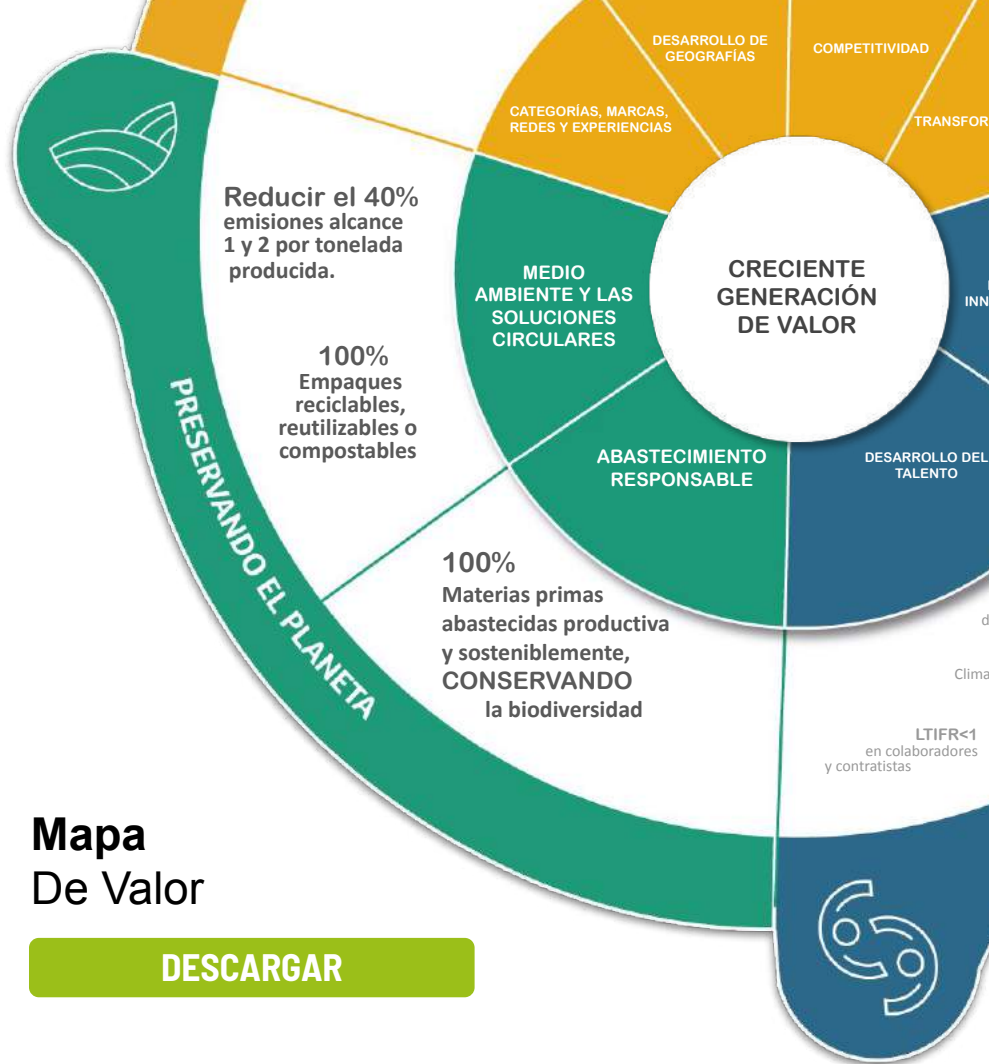 DESARROLLO DE
GEOGRAFÍAS
COMPETITIVIDAD
CATEGORÍAS, MARCAS,
REDES Y EXPERIENCIAS
TRANSFOR
Reducir el 40%
emisiones alcance
1 y 2 por tonelada
producida.
MEDIO
AMBIENTE Y LAS
SOLUCIONES
CIRCULARES
CRECIENTE
GENERACIÓN
DE VALOR
INN
100%
Empaques
reciclables,
reutilizables o
compostables
PRESERVANDO EL PLANETA
ABASTECIMIENTO
RESPONSABLE
DESARROLLO DEL
TALENTO
100%
Materias primas
abastecidas productiva
y sosteniblemente,
CONSERVANDO
la biodiversidad
d
Clima
LTIFR<1
en colaboradores
y contratistas
Mapa
De Valor
DESCARGAR